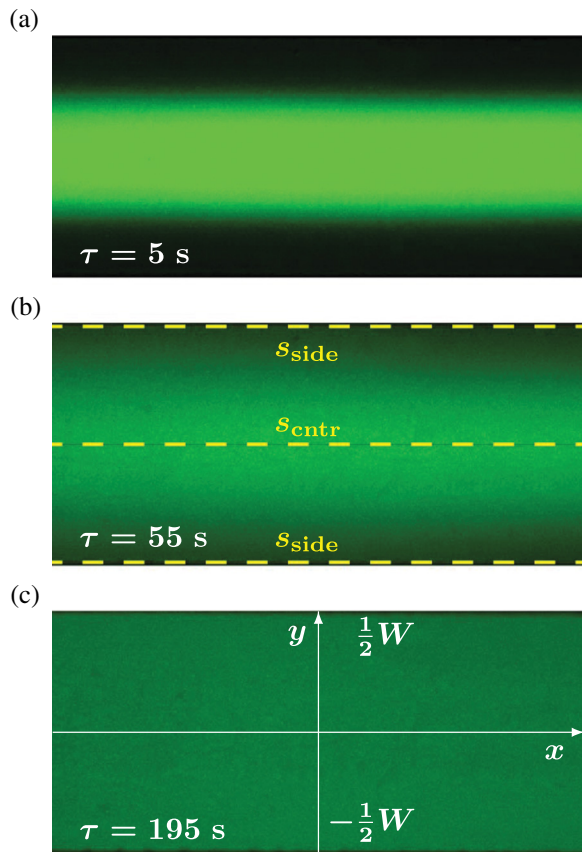 (a)
τ = 5 s
(b)
s_side
s_cntr
τ = 55 s
s_side
(c)
y ½W
x
τ = 195 s −½W